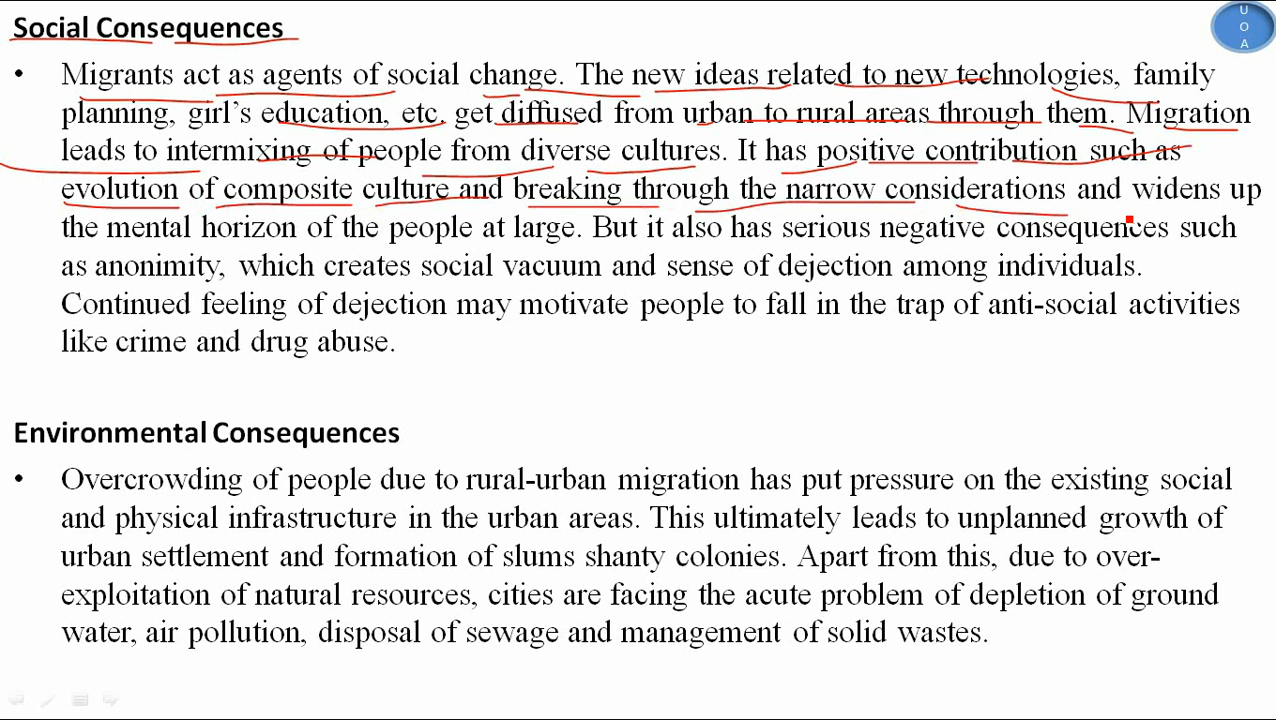 Social Consequences
U
O
A
• Migrants act as agents of social change. The new ideas related to new technologies, family
planning, girl’s education, etc. get diffused from urban to rural areas through them. Migration
leads to intermixing of people from diverse cultures. It has positive contribution such as
evolution of composite culture and breaking through the narrow considerations and widens up
the mental horizon of the people at large. But it also has serious negative consequences such
as anonimity, which creates social vacuum and sense of dejection among individuals.
Continued feeling of dejection may motivate people to fall in the trap of anti-social activities
like crime and drug abuse.
Environmental Consequences
• Overcrowding of people due to rural-urban migration has put pressure on the existing social
and physical infrastructure in the urban areas. This ultimately leads to unplanned growth of
urban settlement and formation of slums shanty colonies. Apart from this, due to over-
exploitation of natural resources, cities are facing the acute problem of depletion of ground
water, air pollution, disposal of sewage and management of solid wastes.